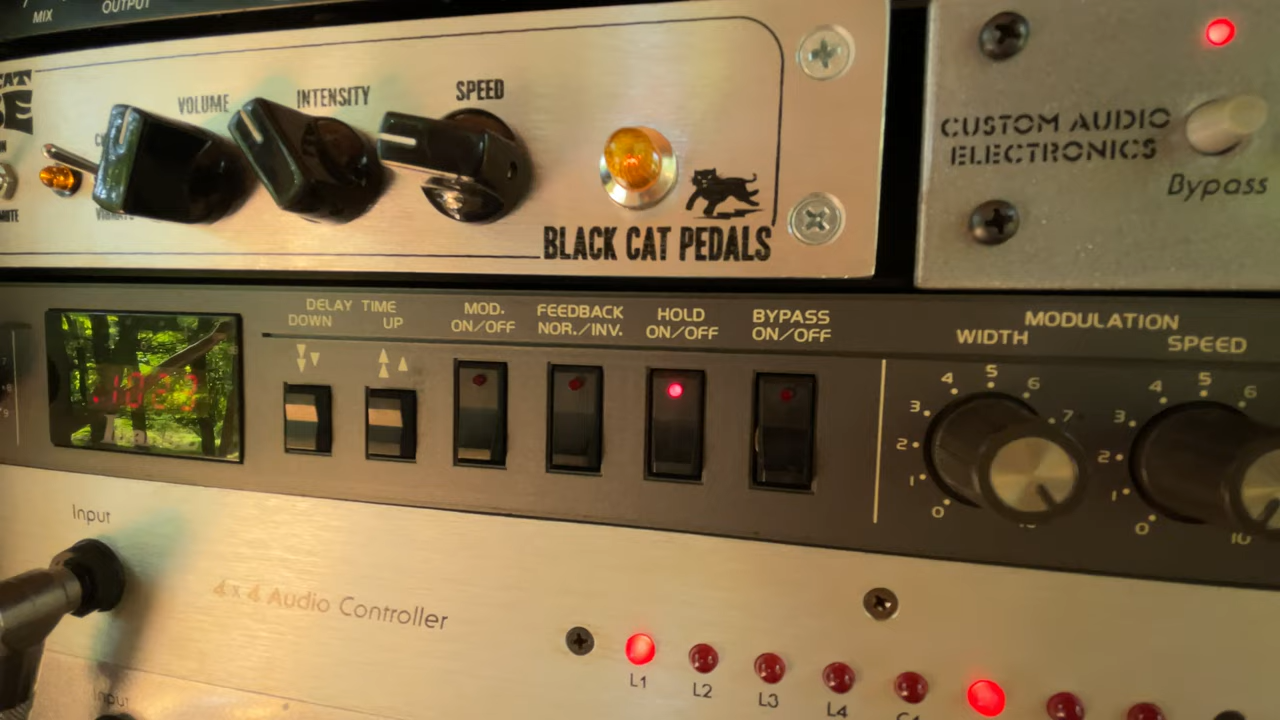 MIX
OUTPUT
VOLUME
INTENSITY
SPEED
BLACK CAT PEDALS
CUSTOM AUDIO
ELECTRONICS
Bypass
DELAY TIME
DOWN
UP
MOD.
ON/OFF
FEEDBACK
NOR./INV.
HOLD
ON/OFF
BYPASS
ON/OFF
MODULATION
WIDTH
SPEED
0 1 2 3 4 5 6 7
0 1 2 3 4 5 6
10
Input
4 x 4 Audio Controller
L1
L2
L3
L4
Input